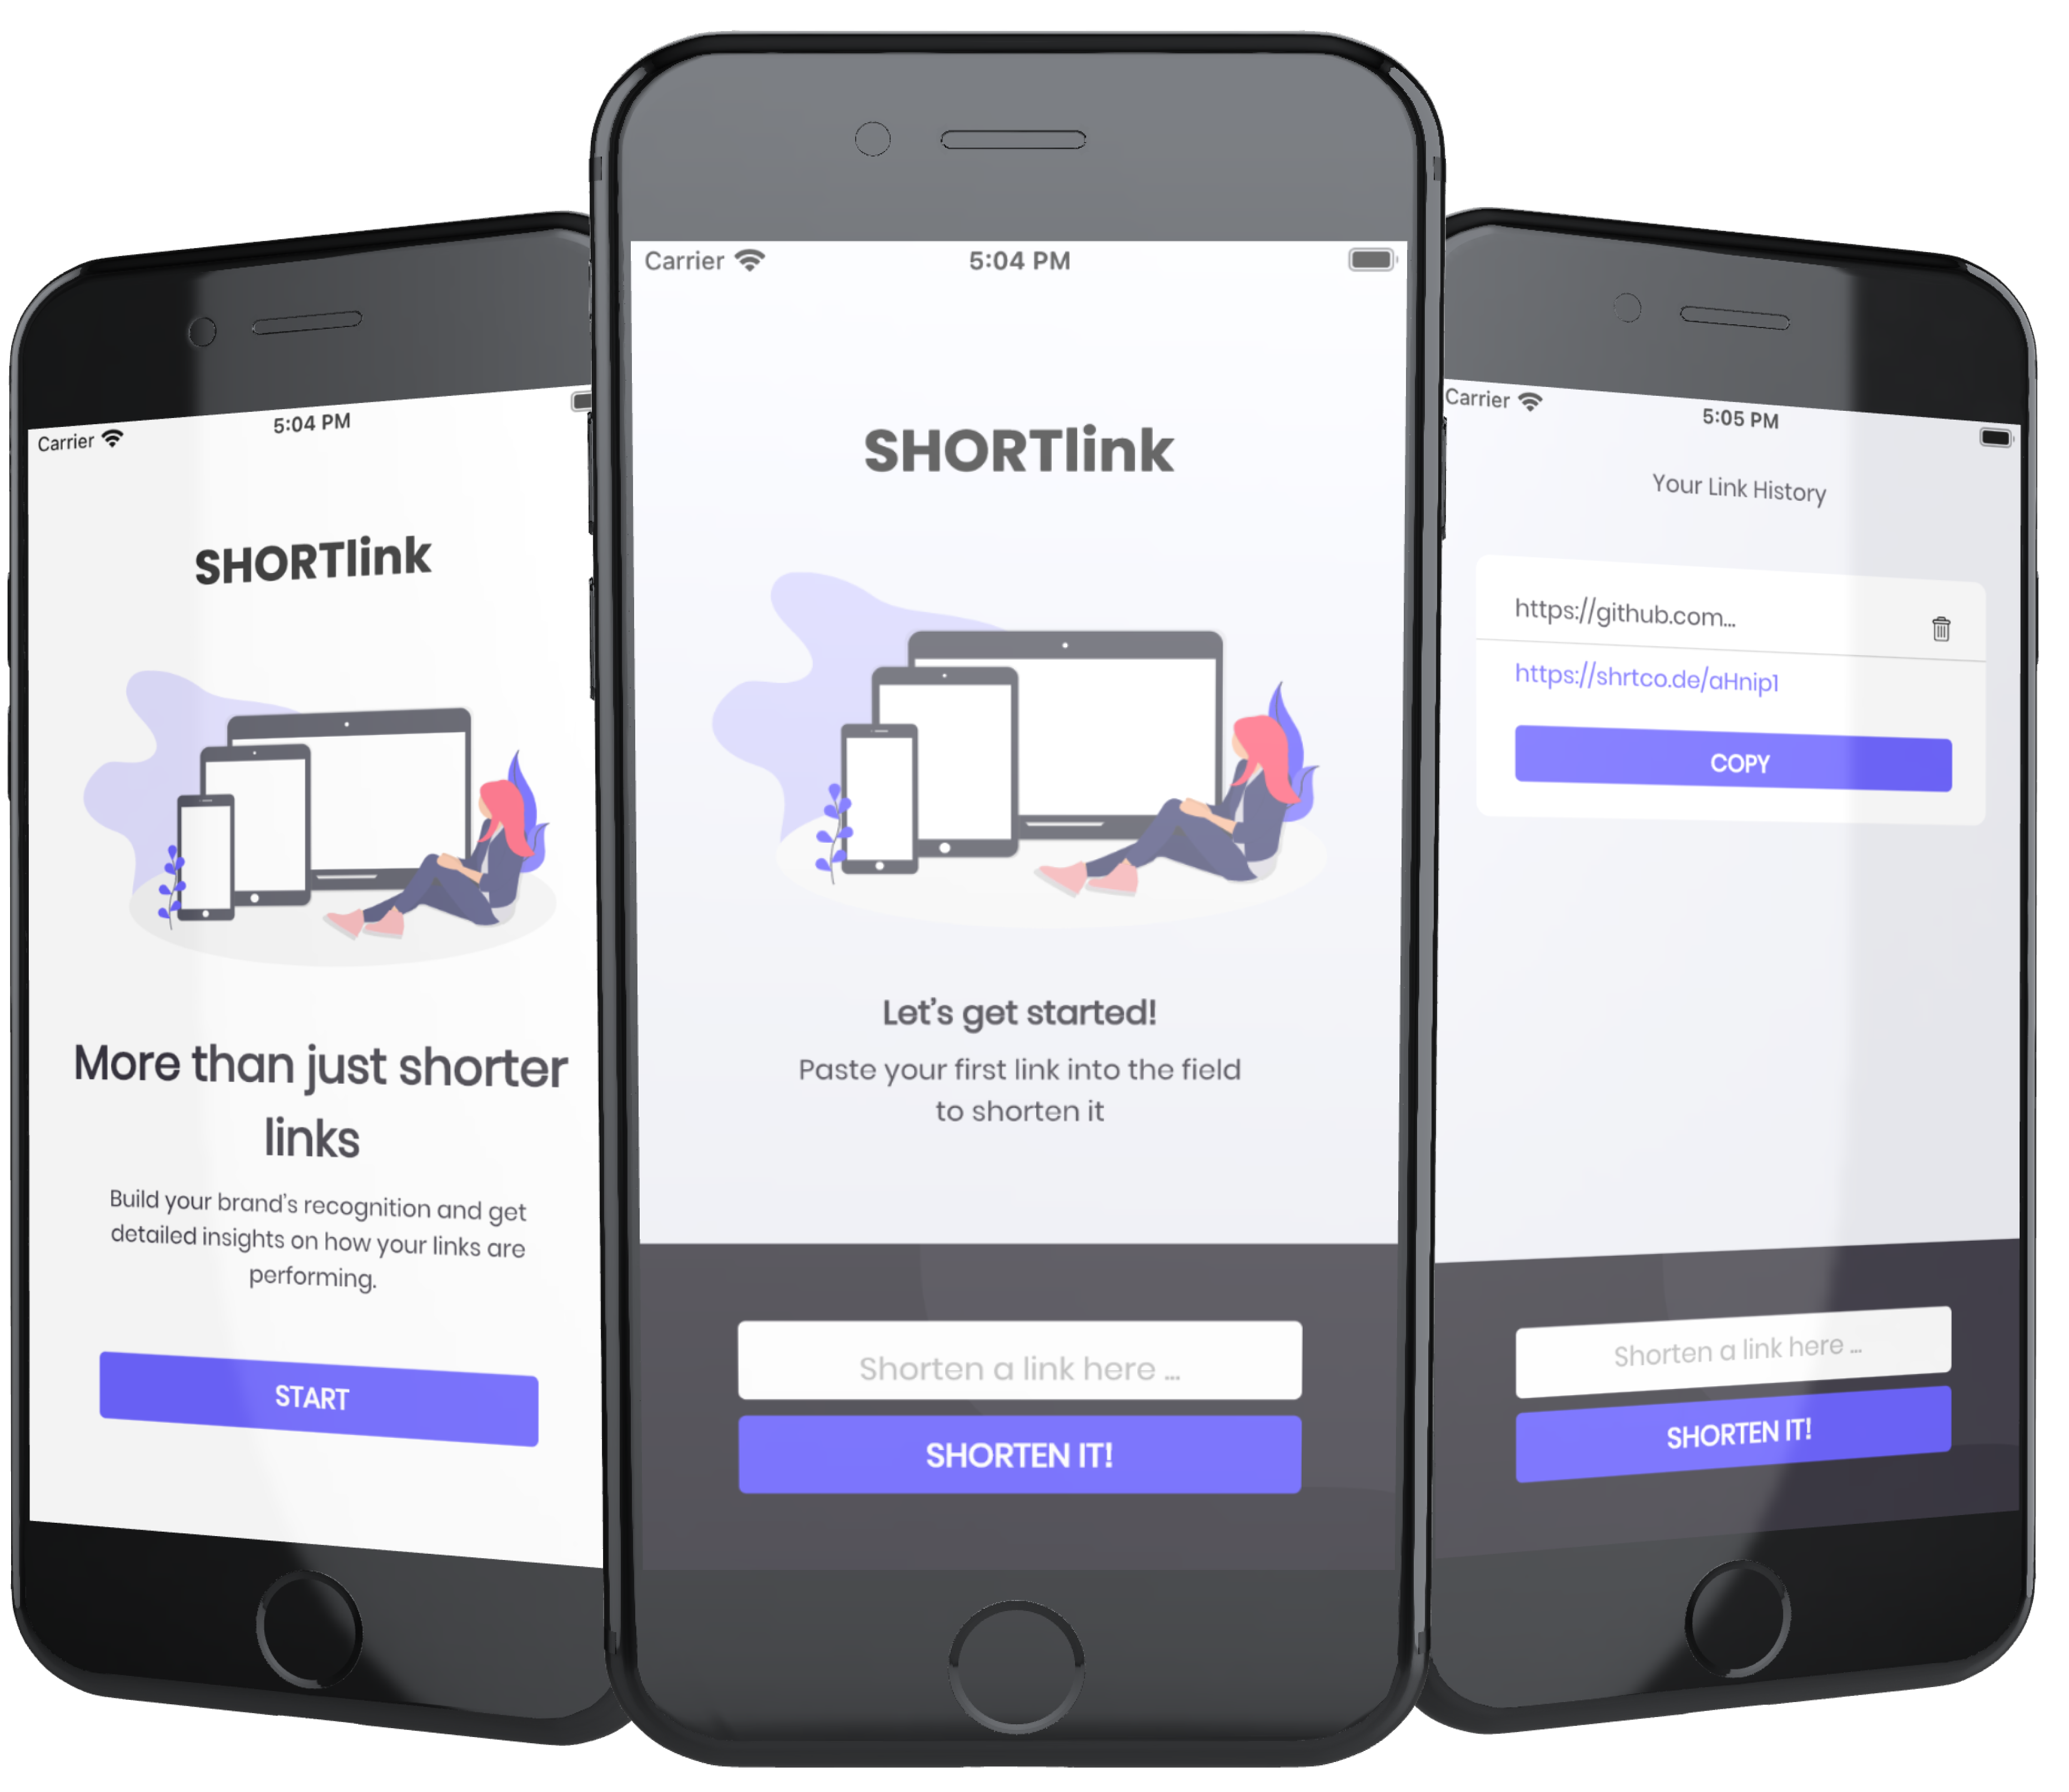 Carrier
5:04 PM
SHORTlink
More than just shorter
links
Build your brand's recognition and get
detailed insights on how your links are
performing.
START
Carrier
5:04 PM
SHORTlink
Let's get started!
Paste your first link into the field
to shorten it
Shorten a link here ...
SHORTEN IT!
Carrier
5:05 PM
Your Link History
https://github.com...
https://shrtco.de/aHnip1
COPY
Shorten a link here ...
SHORTEN IT!